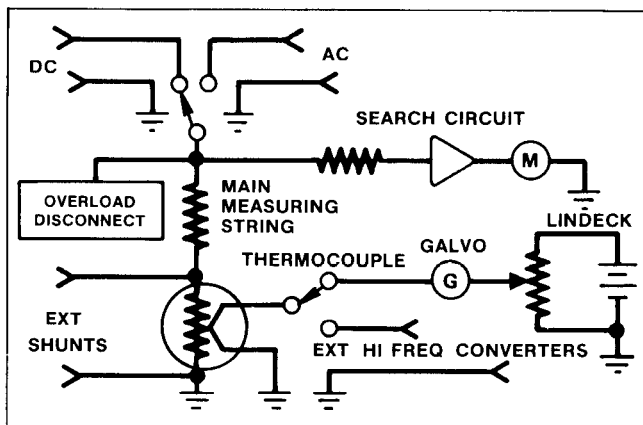 DC
AC
SEARCH CIRCUIT
M
OVERLOAD
DISCONNECT
MAIN
MEASURING
STRING
LINDECK
THERMOCOUPLE
GALVO
G
EXT
SHUNTS
EXT HI FREQ CONVERTERS